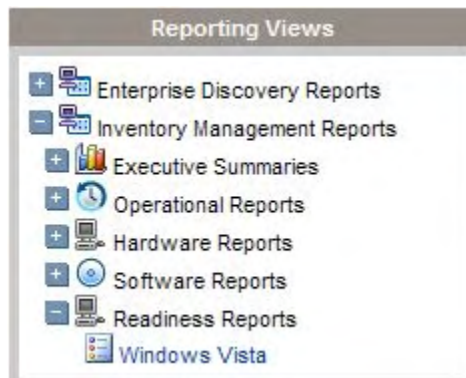 Reporting Views
Enterprise Discovery Reports
Inventory Management Reports
Executive Summaries
Operational Reports
Hardware Reports
Software Reports
Readiness Reports
Windows Vista